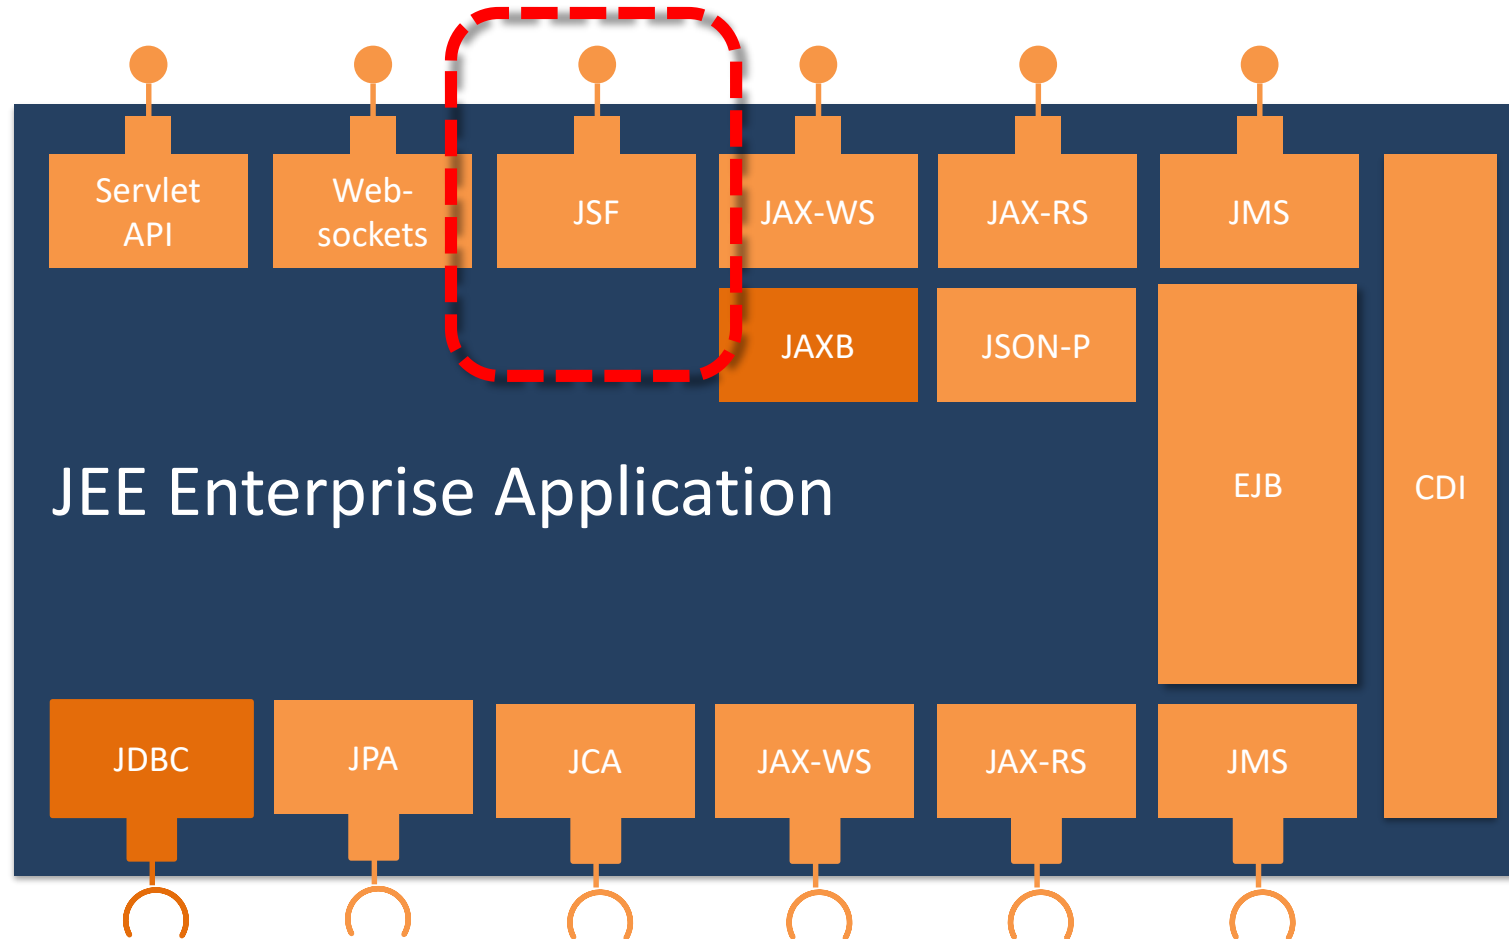 Servlet
API
Web-
sockets
JSF
JAX-WS
JAX-RS
JMS
JAXB
JSON-P
JEE Enterprise Application
EJB
CDI
JDBC
JPA
JCA
JAX-WS
JAX-RS
JMS